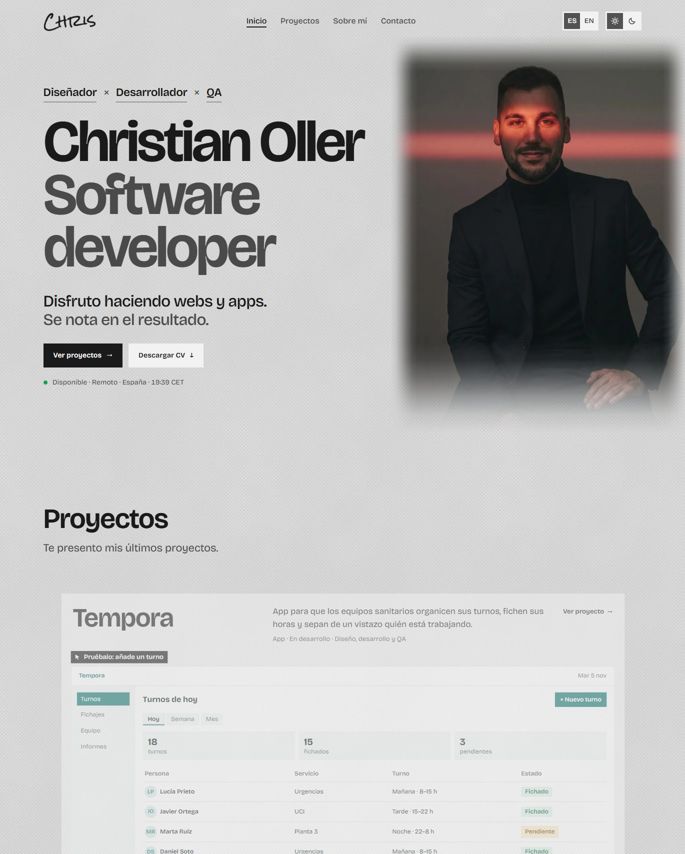 CHRIS
Inicio Proyectos Sobre mí Contacto
ES EN
Diseñador × Desarrollador × QA
Christian Oller
Software
developer
Disfruto haciendo webs y apps.
Se nota en el resultado.
Ver proyectos →
Descargar CV ↓
Disponible · Remoto · España · 19:39 CET
Proyectos
Te presento mis últimos proyectos.
Tempora
App para que los equipos sanitarios organicen sus turnos, fichen sus
horas y sepan de un vistazo quién está trabajando.
App · En desarrollo · Diseño, desarrollo y QA
Ver proyecto →
Pruébalo: añade un turno
Tempora
Mar 5 nov
Turnos
Fichajes
Equipo
Informes
Turnos de hoy
+ Nuevo turno
Hoy Semana Mes
18
turnos
15
fichados
3
pendientes
Persona Servicio Turno Estado
LP Lucía Prieto Urgencias Mañana · 8–15 h Fichado
Javier Ortega UCI Tarde · 15–22 h Fichado
MR Marta Ruiz Planta 3 Noche · 22–8 h Pendiente
DS Daniel Soto Urgencias Mañana · 8–15 h Fichado